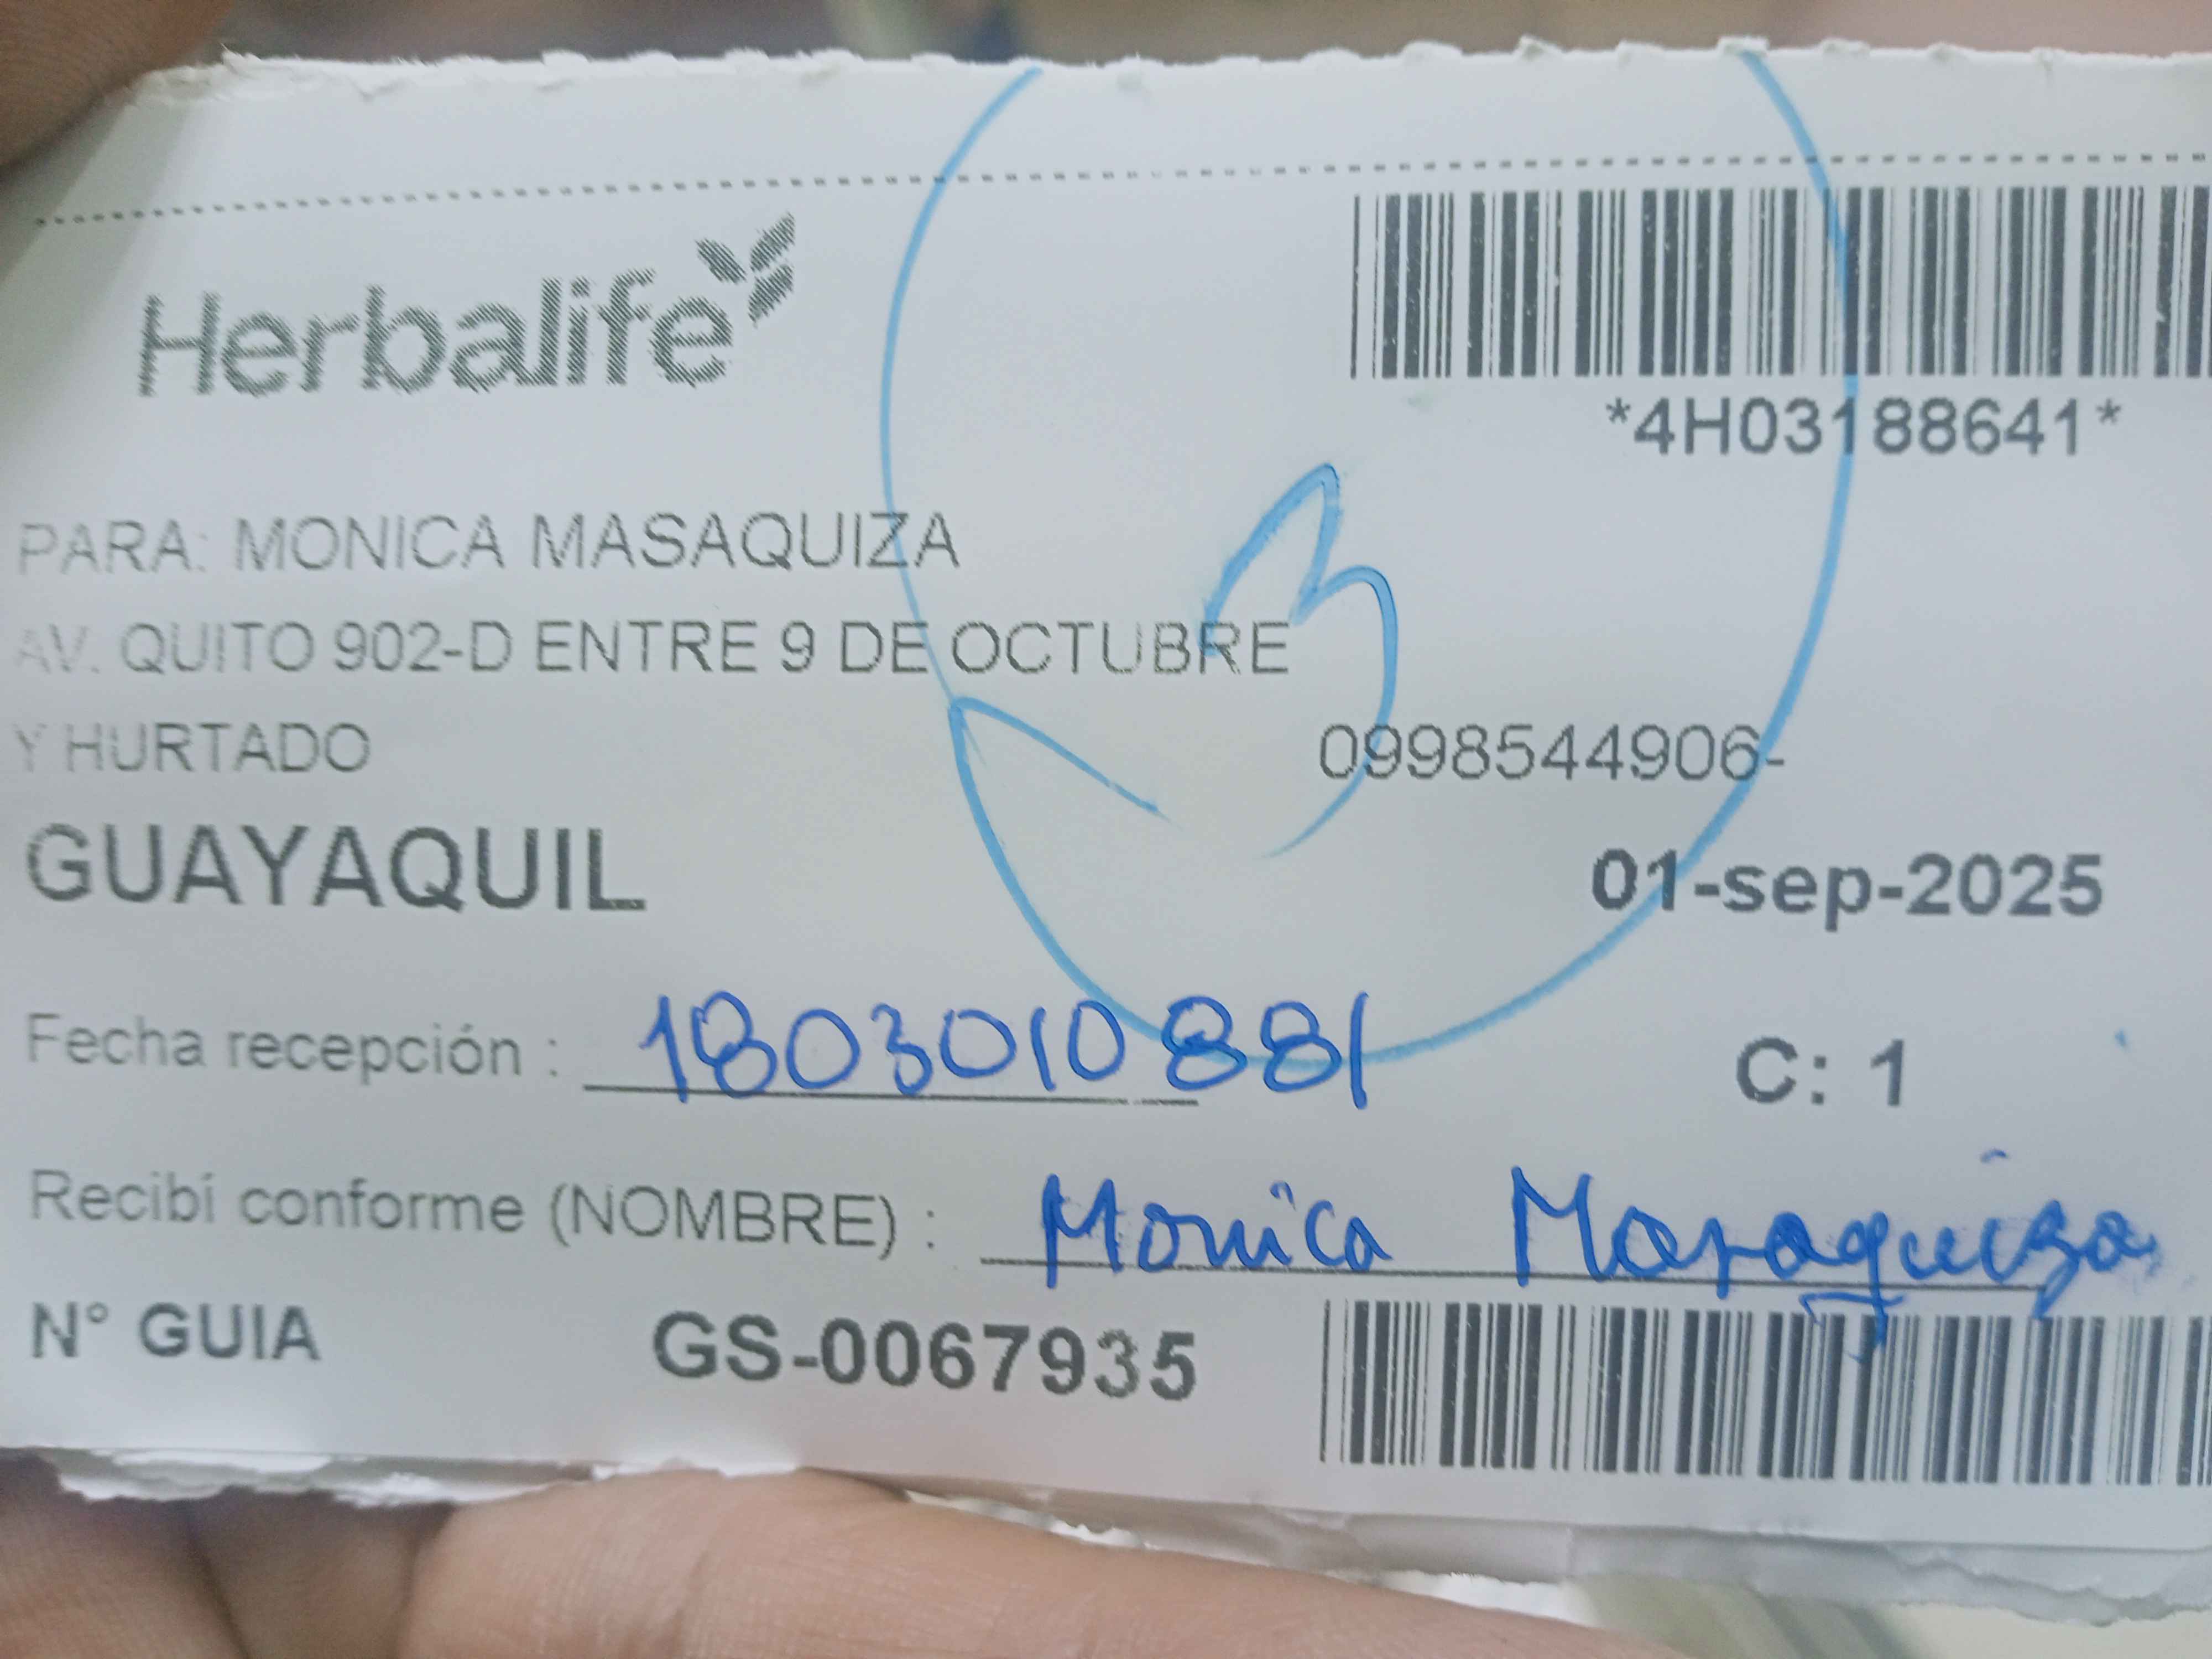 Herbalife
*4H03188641*
PARA: MONICA MASAQUIZA
AV. QUITO 902-D ENTRE 9 DE OCTUBRE
Y HURTADO
0998544906-
GUAYAQUIL
01-sep-2025
3
Fecha recepción : 1803010881
C: 1
Recibí conforme (NOMBRE) : Monica Masaquiza
N° GUIA GS-0067935